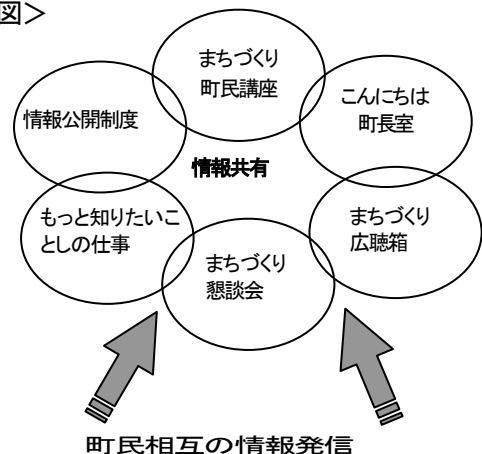 図＞
まちづくり
町民講座
こんにちは
町長室
情報公開制度
情報共有
もっと知りたいこ
としの仕事
まちづくり
広聴箱
まちづくり
懇談会
町民相互の情報発信